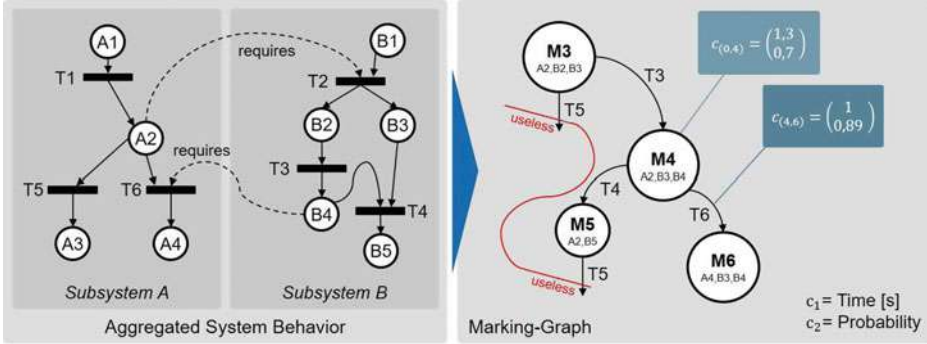 A1
T1
A2
T5
T6
A3
A4
Subsystem A
requires
requires
B1
T2
B2
B3
T3
B4
T4
B5
Subsystem B
Aggregated System Behavior
M3
A2,B2,B3
T3
T5
useless
M4
A2,B3,B4
T4
T6
M5
A2,B5
T5
useless
M6
A4,B3,B4
c(0,4) = (1,3
0,7)
c(4,6) = (1
0,89)
c₁= Time [s]
c₂= Probability
Marking-Graph